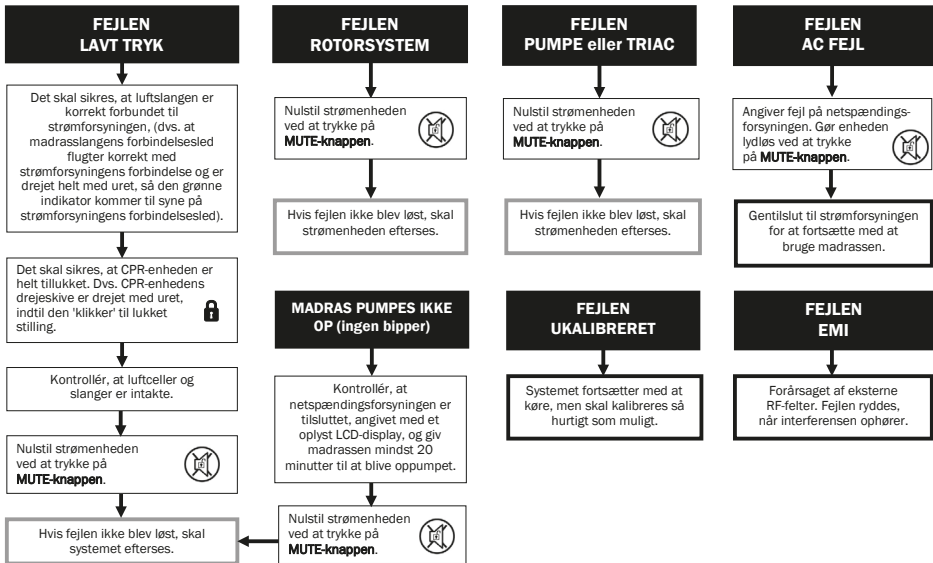 FEJLEN
LAVT TRYK
Det skal sikres, at luftslangen er
korrekt forbundet til
strømforsyningen, (dvs. at
madrasslangens forbindelsesled
flugter korrekt med
strømforsyningens forbindelse og er
drejet helt med uret, så den grønne
indikator kommer til syne på
strømforsyningens forbindelsesled).
Det skal sikres, at CPR-enheden er
helt tillukket. Dvs. CPR-enhedens
drejeskive er drejet med uret,
indtil den 'klikker' til lukket
stilling.
Kontrollér, at luftceller og
slanger er intakte.
Nulstil strømenheden
ved at trykke på
MUTE-knappen.
Hvis fejlen ikke blev løst, skal
systemet efterses.
FEJLEN
ROTORSYSTEM
Nulstil strømenheden
ved at trykke på
MUTE-knappen.
Hvis fejlen ikke blev løst, skal
strømenheden efterses.
MADRAS PUMPES IKKE
OP (ingen bipper)
Kontrollér, at
netspændingsforsyningen er
tilsluttet, angivet med et
oplyst LCD-display, og giv
madrassen mindst 20
minutter til at blive oppumpet.
Nulstil strømenheden
ved at trykke på
MUTE-knappen.
FEJLEN
PUMPE eller TRIAC
Nulstil strømenheden
ved at trykke på
MUTE-knappen.
Hvis fejlen ikke blev løst, skal
strømenheden efterses.
FEJLEN
UKALIBRERET
Systemet fortsætter med at
køre, men skal kalibreres så
hurtigt som muligt.
FEJLEN
AC FEJL
Angiver fejl på netspændings-
forsyningen. Gør enheden
lydløs ved at trykke
på MUTE-knappen.
Gentilslut til strømforsyningen
for at fortsætte med at
bruge madrassen.
FEJLEN
EMI
Forårsaget af eksterne
RF-felter. Fejlen ryddes,
når interferensen ophører.